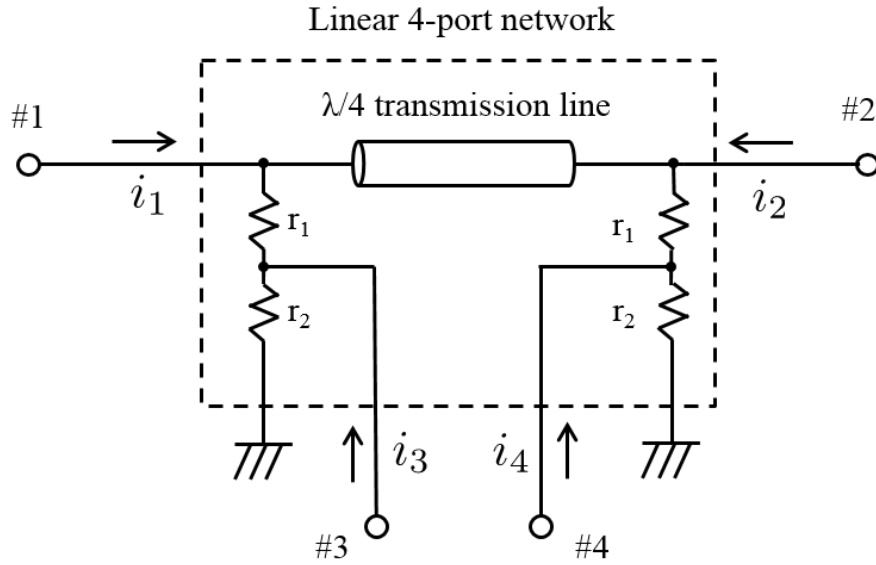 Linear 4-port network
λ/4 transmission line
#1
#2
i₁
i₂
r₁
r₁
r₂
r₂
i₃
i₄
#3
#4